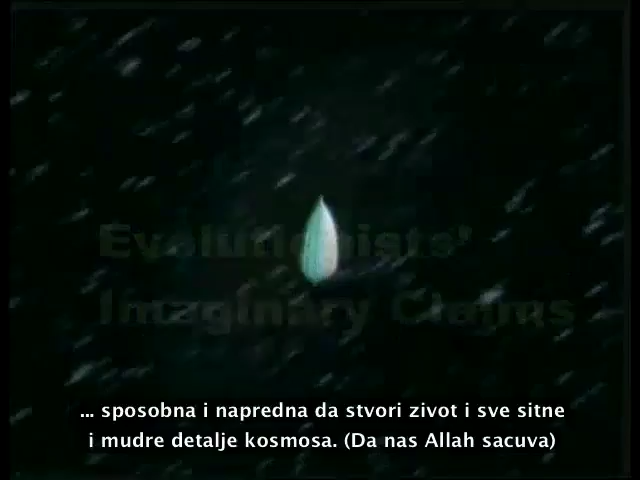 Evolutionists'
Imaginary Claims
... sposobna i napredna da stvori zivot i sve sitne
i mudre detalje kosmosa. (Da nas Allah sacuva)